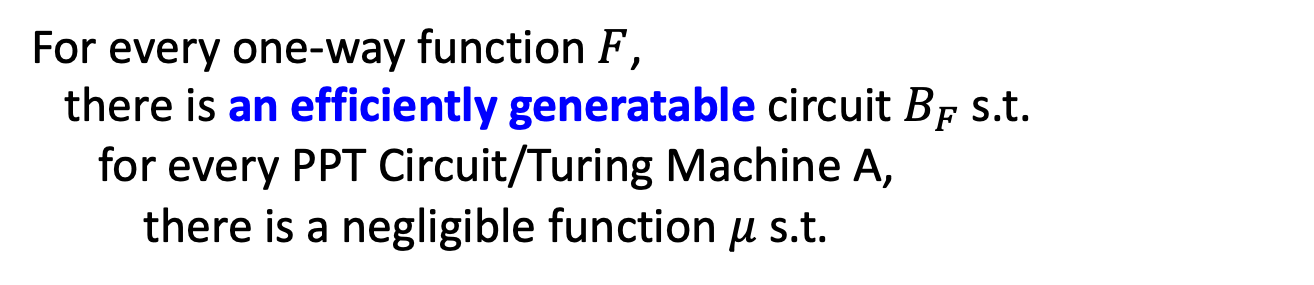 For every one-way function F,
there is an efficiently generatable circuit B_F s.t.
for every PPT Circuit/Turing Machine A,
there is a negligible function μ s.t.